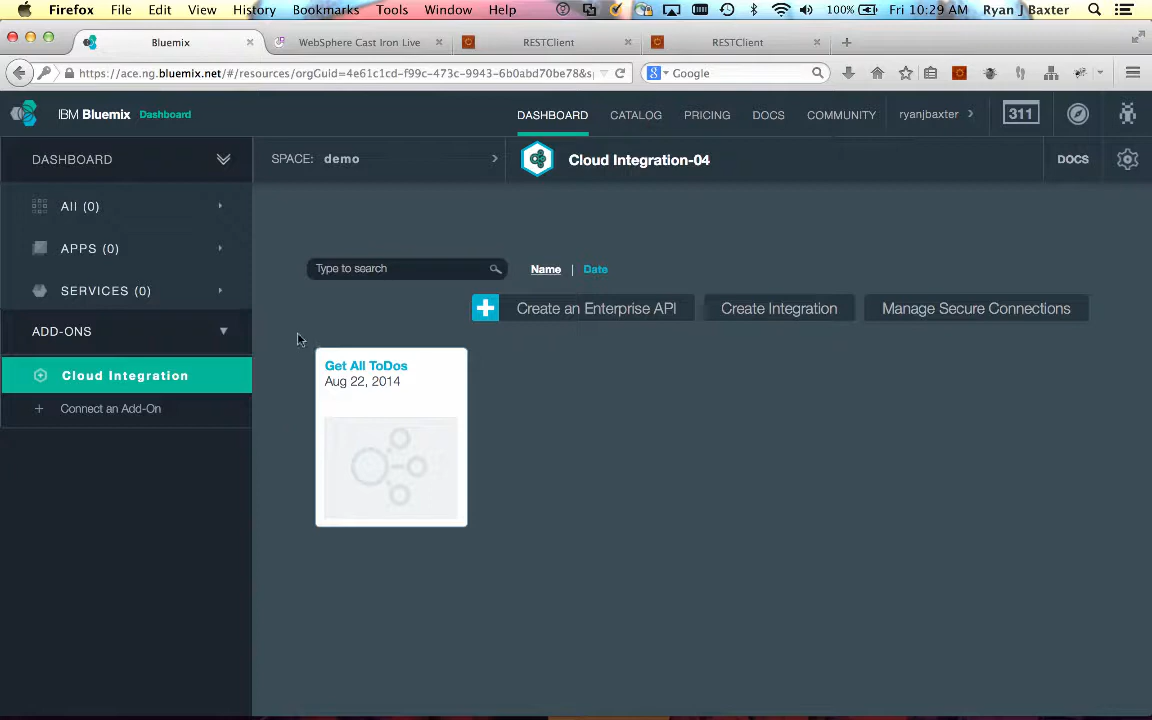 Firefox File Edit View History Bookmarks Tools Window Help 100% Fri 10:29 AM Ryan J Baxter
Bluemix WebSphere Cast Iron Live RESTClient RESTClient
https://ace.ng.bluemix.net/#/resources/orgGuid=4e61c1cd-f99c-473c-9943-6b0abd70be78&s Google
IBM Bluemix Dashboard DASHBOARD CATALOG PRICING DOCS COMMUNITY ryanjbaxter 311
DASHBOARD SPACE: demo Cloud Integration-04 DOCS
All (0)
APPS (0)
SERVICES (0)
ADD-ONS
Cloud Integration
Connect an Add-On
Type to search Name | Date
Create an Enterprise API Create Integration Manage Secure Connections
Get All ToDos
Aug 22, 2014